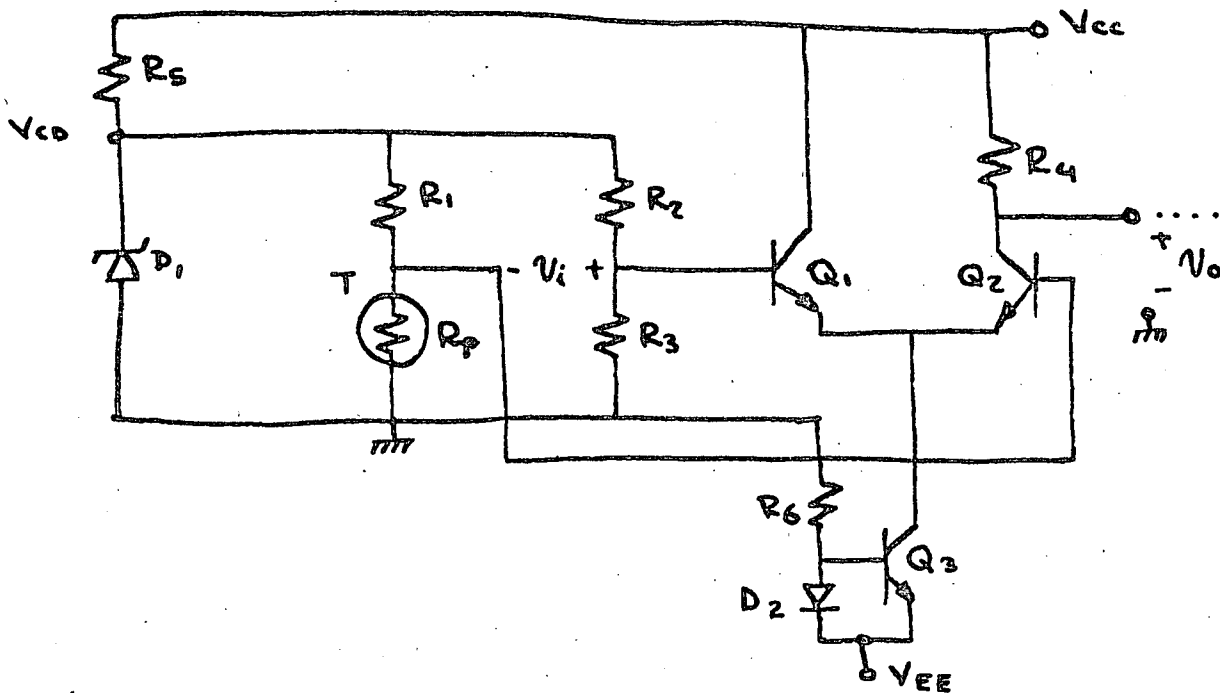 Vcc
R5
VCD
R1
R2
R4
D1
T
- Vi +
Q1
Q2
+
Vo
-
Rp
R3
R6
Q3
D2
VEE